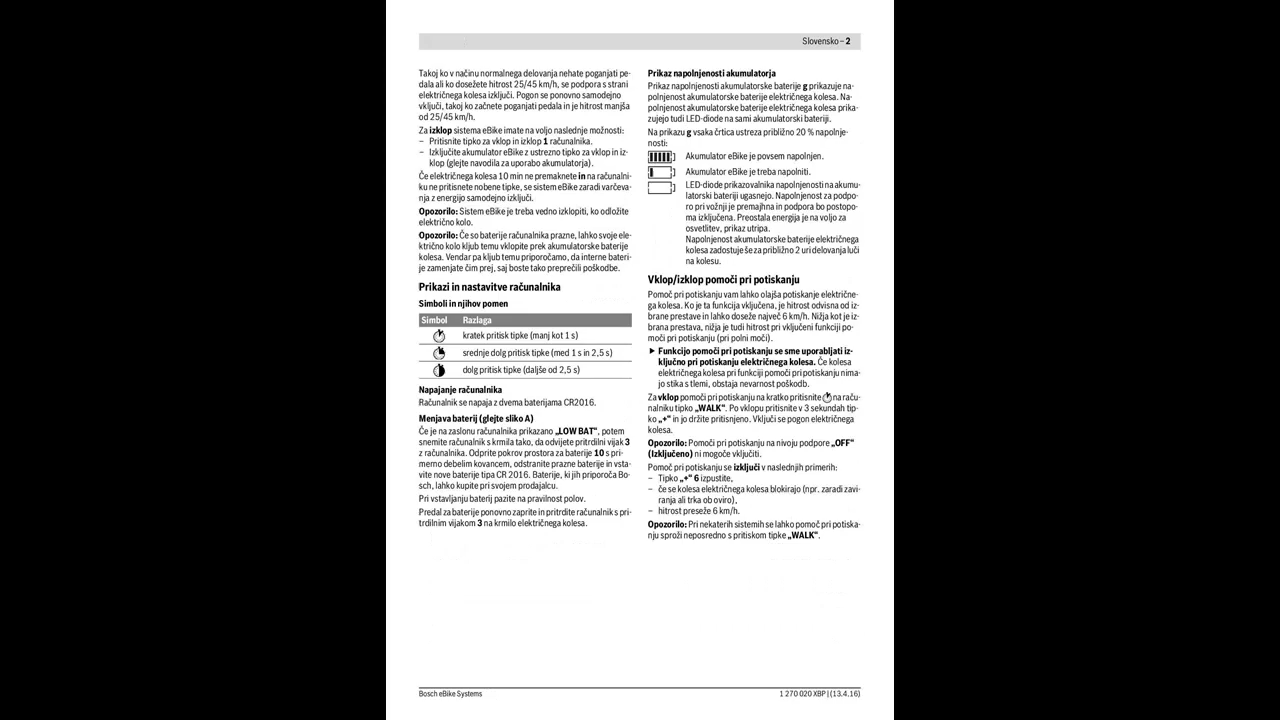 Slovensko – 2
Takoj ko v načinu normalnega delovanja nehate poganjati pe-
dala ali ko dosežete hitrost 25/45 km/h, se podpora s strani
električnega kolesa izključi. Pogon se ponovno samodejno
vključi, takoj ko začnete poganjati pedala in je hitrost manjša
od 25/45 km/h.
Za izklop sistema eBike imate na voljo naslednje možnosti:
– Pritisnite tipko za vklop in izklop 1 računalnika.
– Izključite akumulator eBike z ustrezno tipko za vklop in iz-
klop (glejte navodila za uporabo akumulatorja).
Če električnega kolesa 10 min ne premaknete in na računalni-
ku ne pritisnete nobene tipke, se sistem eBike zaradi varčeva-
nja z energijo samodejno izključi.
Opozorilo: Sistem eBike je treba vedno izklopiti, ko odložite
električno kolo.
Opozorilo: Če so baterije računalnika prazne, lahko svoje ele-
ktrično kolo kljub temu vklopite prek akumulatorske baterije
kolesa. Vendar pa kljub temu priporočamo, da interne bateri-
je zamenjate čim prej, saj boste tako preprečili poškodbe.
Prikazi in nastavitve računalnika
Simboli in njihov pomen
Simbol Razlaga
kratek pritisk tipke (manj kot 1 s)
srednje dolg pritisk tipke (med 1 s in 2,5 s)
dolg pritisk tipke (daljše od 2,5 s)
Napajanje računalnika
Računalnik se napaja z dvema baterijama CR2016.
Menjava baterij (glejte sliko A)
Če je na zaslonu računalnika prikazano „LOW BAT“, potem
snemite računalnik s krmila tako, da odvijete pritrdilni vijak 3
z računalnika. Odprite pokrov prostora za baterije 10 s pri-
merno debelim kovancem, odstranite prazne baterije in vsta-
vite nove baterije tipa CR 2016. Baterije, ki jih priporoča Bo-
sch, lahko kupite pri svojem prodajalcu.
Pri vstavljanju baterij pazite na pravilnost polov.
Predal za baterije ponovno zaprite in pritrdite računalnik s pri-
trdilnim vijakom 3 na krmilo električnega kolesa.
Prikaz napolnjenosti akumulatorja
Prikaz napolnjenosti akumulatorske baterije g prikazuje na-
polnjenost akumulatorske baterije električnega kolesa. Na-
polnjenost akumulatorske baterije električnega kolesa prika-
zujejo tudi LED-diode na sami akumulatorski bateriji.
Na prikazu g vsaka črtica ustreza približno 20 % napolnje-
nosti:
Akumulator eBike je povsem napolnjen.
Akumulator eBike je treba napolniti.
LED-diode prikazovalnika napolnjenosti na akumu-
latorski bateriji ugasnejo. Napolnjenost za podpo-
ro pri vožnji je premajhna in podpora bo postopo-
ma izključena. Preostala energija je na voljo za
osvetlitev, prikaz utripa.
Napolnjenost akumulatorske baterije električnega
kolesa zadostuje še za približno 2 uri delovanja luči
na kolesu.
Vklop/izklop pomoči pri potiskanju
Pomoč pri potiskanju vam lahko olajša potiskanje električne-
ga kolesa. Ko je ta funkcija vključena, je hitrost odvisna od iz-
brane prestave in lahko doseže največ 6 km/h. Nižja kot je iz-
brana prestava, nižja je tudi hitrost pri vključeni funkciji po-
moči pri potiskanju (pri polni moči).
► Funkcijo pomoči pri potiskanju se sme uporabljati iz-
ključno pri potiskanju električnega kolesa. Če kolesa
električnega kolesa pri funkciji pomoči pri potiskanju nima-
jo stika s tlemi, obstaja nevarnost poškodb.
Za vklop pomoči pri potiskanju na kratko pritisnite na raču-
nalniku tipko „WALK“. Po vklopu pritisnite v 3 sekundah tip-
ko „+“ in jo držite pritisnjeno. Vključi se pogon električnega
kolesa.
Opozorilo: Pomoči pri potiskanju na nivoju podpore „OFF“
(Izključeno) ni mogoče vključiti.
Pomoč pri potiskanju se izključi v naslednjih primerih:
– Tipko „+“ 6 izpustite,
– če se kolesa električnega kolesa blokirajo (npr. zaradi zavi-
ranja ali trka ob oviro),
– hitrost preseže 6 km/h.
Opozorilo: Pri nekaterih sistemih se lahko pomoč pri potiska-
nju sproži neposredno s pritiskom tipke „WALK“.
Bosch eBike Systems
1 270 020 XBP | (13.4.16)